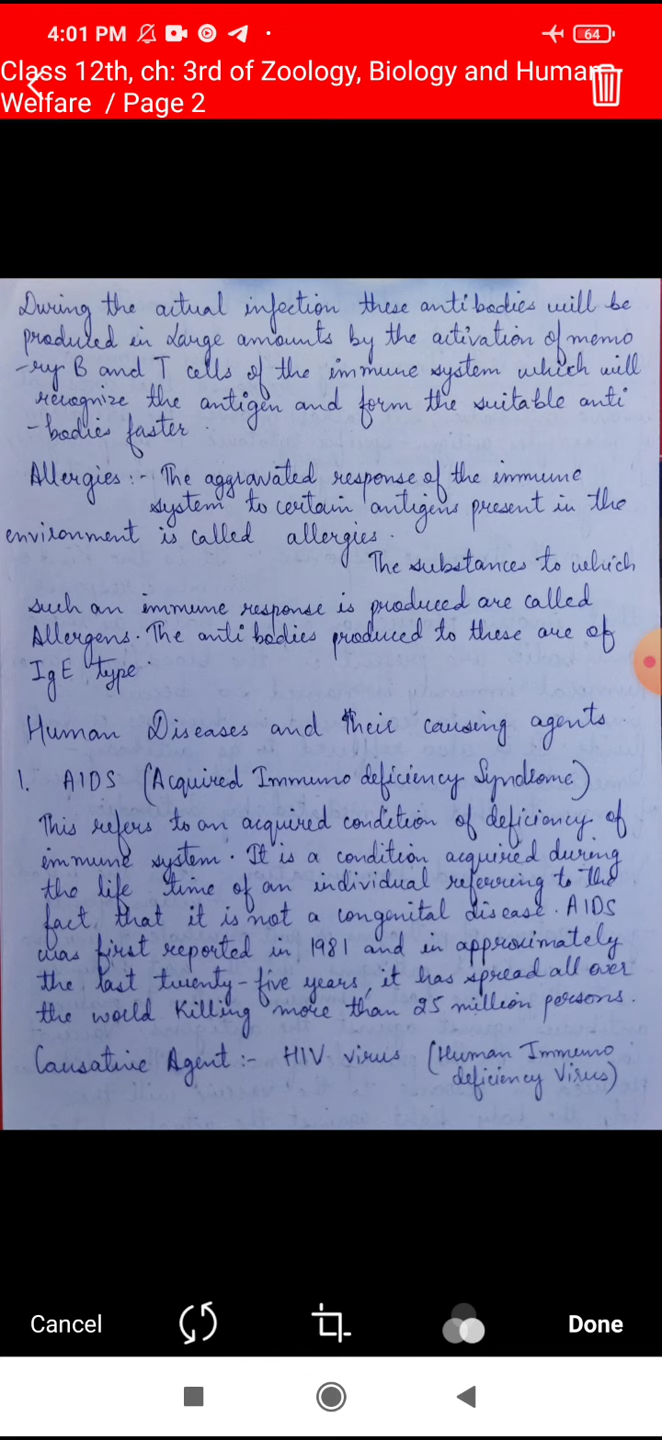 4:01 PM
64
Class 12th, ch: 3rd of Zoology, Biology and Human
Welfare / Page 2
During the actual infection these antibodies will be
produced in Large amounts by the activation of memo
-ry B and T cells of the immune system which will
recognize the antigen and form the suitable anti
-bodies faster.
Allergies :- The aggravated response of the immune
system to certain antigens present in the
environment is called allergies.
The substances to which
such an immune response is produced are called
Allergens. The antibodies produced to these are of
IgE type.
Human Diseases and their causing agents
1. AIDS (Acquired Immuno deficiency Syndrome)
This refers to an acquired condition of deficiency of
immune system. It is a condition acquired during
the life time of an individual referring to the
fact that it is not a congenital disease. AIDS
was first reported in 1981 and in approximately
the last twenty-five years, it has spread all over
the world Killing more than 25 million persons.
Causative Agent :- HIV virus (Human Immuno
deficiency Virus)
Cancel
Done